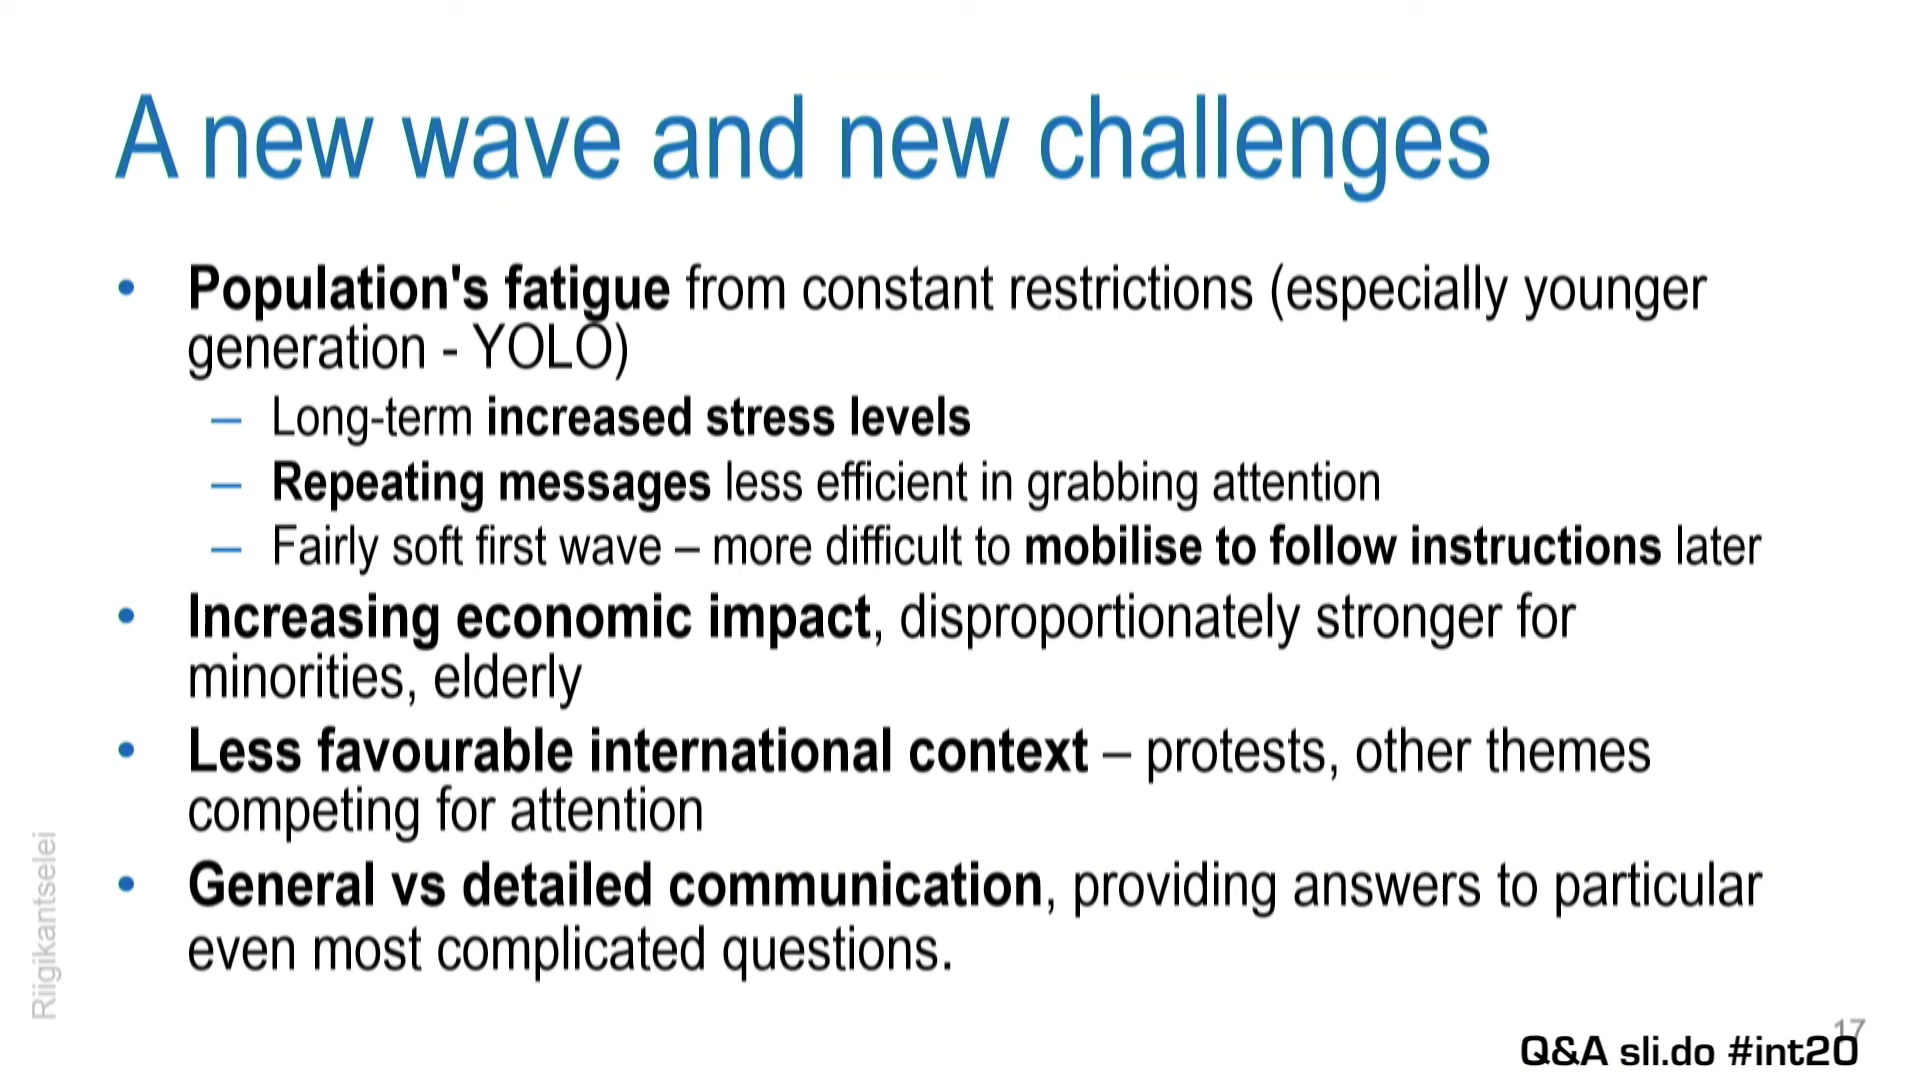 A new wave and new challenges
• Population's fatigue from constant restrictions (especially younger
generation - YOLO)
– Long-term increased stress levels
– Repeating messages less efficient in grabbing attention
– Fairly soft first wave – more difficult to mobilise to follow instructions later
• Increasing economic impact, disproportionately stronger for
minorities, elderly
• Less favourable international context – protests, other themes
competing for attention
• General vs detailed communication, providing answers to particular
even most complicated questions.
Riigikantselei
17
Q&A sli.do #int20